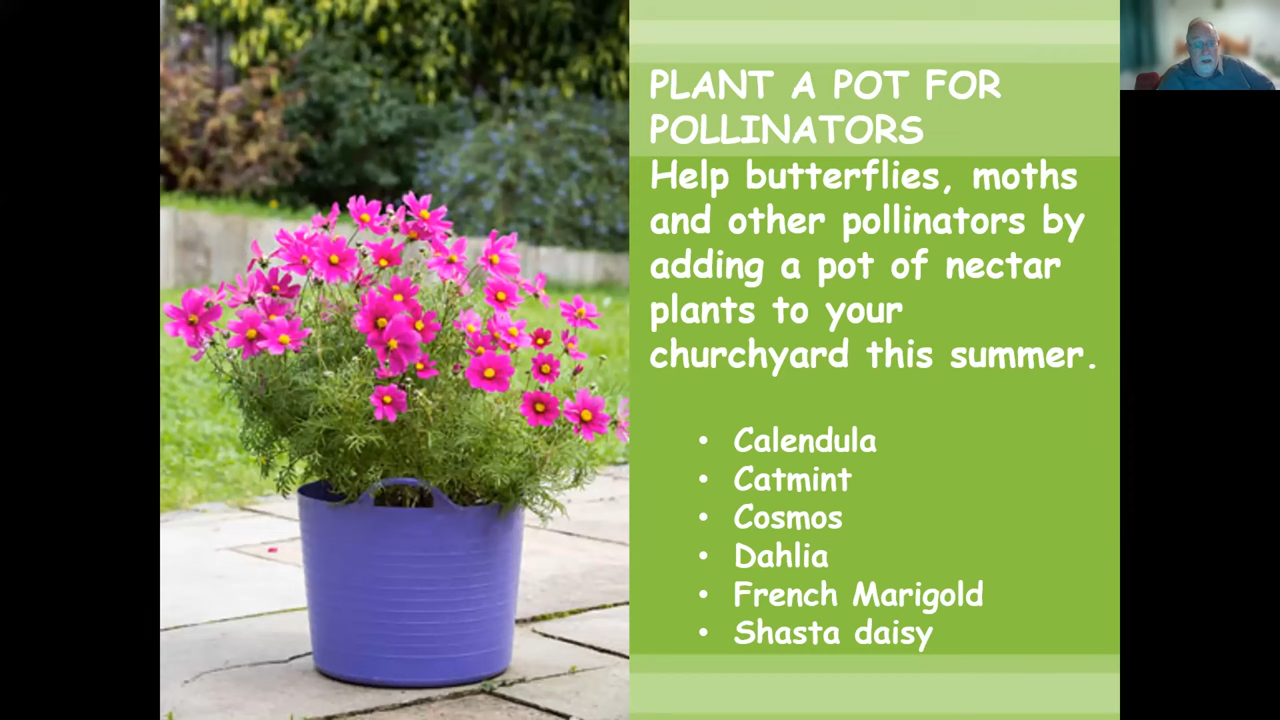 PLANT A POT FOR
POLLINATORS
Help butterflies, moths
and other pollinators by
adding a pot of nectar
plants to your
churchyard this summer.
• Calendula
• Catmint
• Cosmos
• Dahlia
• French Marigold
• Shasta daisy